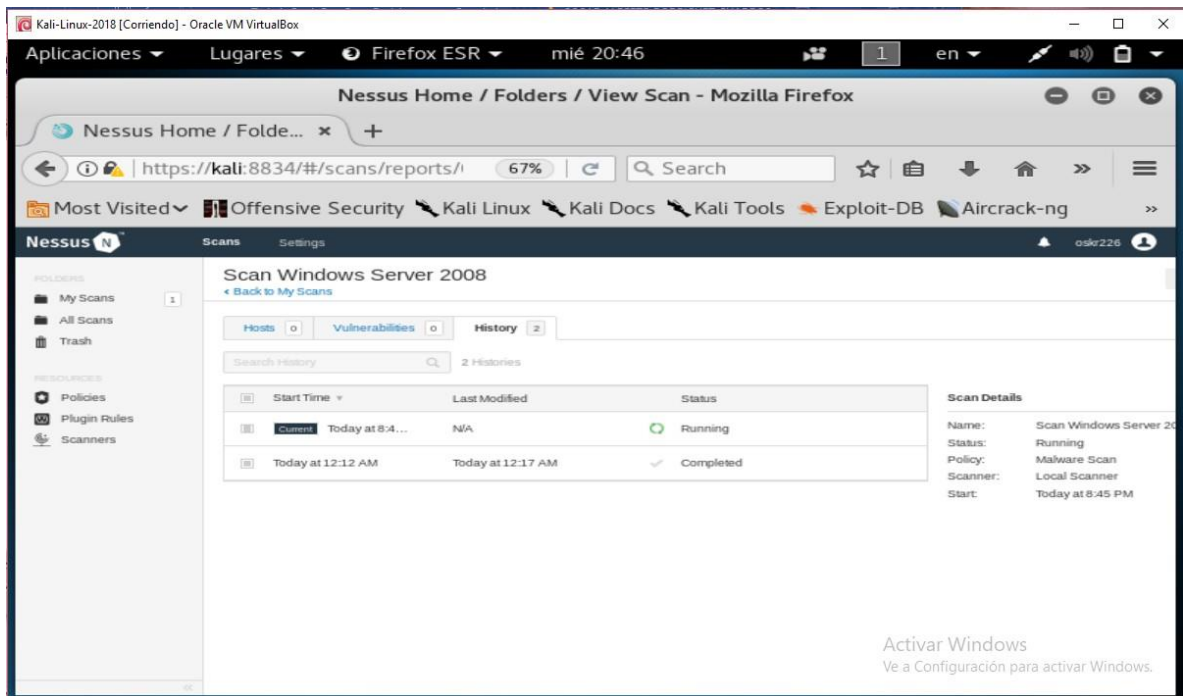 Kali-Linux-2018 [Corriendo] - Oracle VM VirtualBox
Aplicaciones Lugares Firefox ESR mié 20:46 1 en
Nessus Home / Folders / View Scan - Mozilla Firefox
Nessus Home / Folde... × +
https://kali:8834/#/scans/reports/ 67% Search
Most Visited Offensive Security Kali Linux Kali Docs Kali Tools Exploit-DB Aircrack-ng »
Nessus N Scans Settings oskr226
FOLDERS
My Scans 1
All Scans
Trash
RESOURCES
Policies
Plugin Rules
Scanners
Scan Windows Server 2008
< Back to My Scans
Hosts 0 Vulnerabilities 0 History 2
Search History 2 Histories
Start Time Last Modified Status
Current Today at 8:4... N/A Running
Today at 12:12 AM Today at 12:17 AM Completed
Scan Details
Name: Scan Windows Server 20
Status: Running
Policy: Malware Scan
Scanner: Local Scanner
Start: Today at 8:45 PM
Activar Windows
Ve a Configuración para activar Windows.